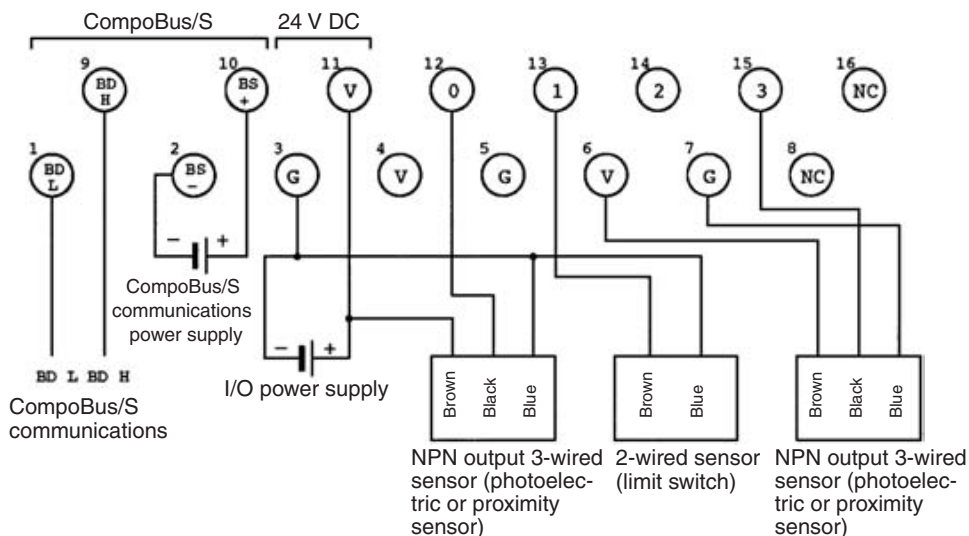 CompoBus/S
24 V DC
9
BD
H
10
BS
+
11
V
12
0
13
1
14
2
15
3
16
NC
1
BD
L
2
BS
−
3
G
4
V
5
G
6
V
7
G
8
NC
− +
CompoBus/S
communications
power supply
− +
I/O power supply
BD L BD H
CompoBus/S
communications
Brown
Black
Blue
NPN output 3-wired
sensor (photoelec-
tric or proximity
sensor)
Brown
Blue
2-wired sensor
(limit switch)
Brown
Black
Blue
NPN output 3-wired
sensor (photoelec-
tric or proximity
sensor)